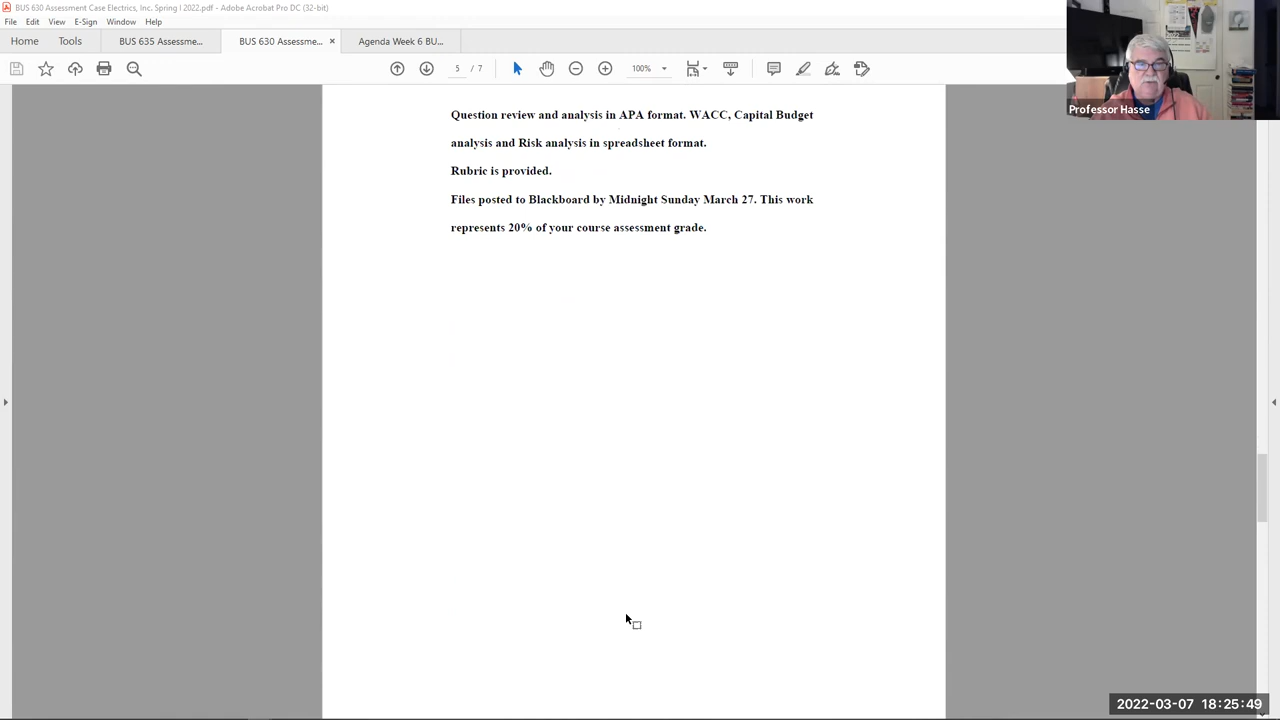 BUS 630 Assessment Case Electrics, Inc. Spring I 2022.pdf - Adobe Acrobat Pro DC (32-bit)
File Edit View E-Sign Window Help
Home Tools BUS 635 Assessme... BUS 630 Assessme... × Agenda Week 6 BU...
5 / 7 100%
Question review and analysis in APA format. WACC, Capital Budget
analysis and Risk analysis in spreadsheet format.
Rubric is provided.
Files posted to Blackboard by Midnight Sunday March 27. This work
represents 20% of your course assessment grade.
Professor Hasse
2022-03-07 18:25:49